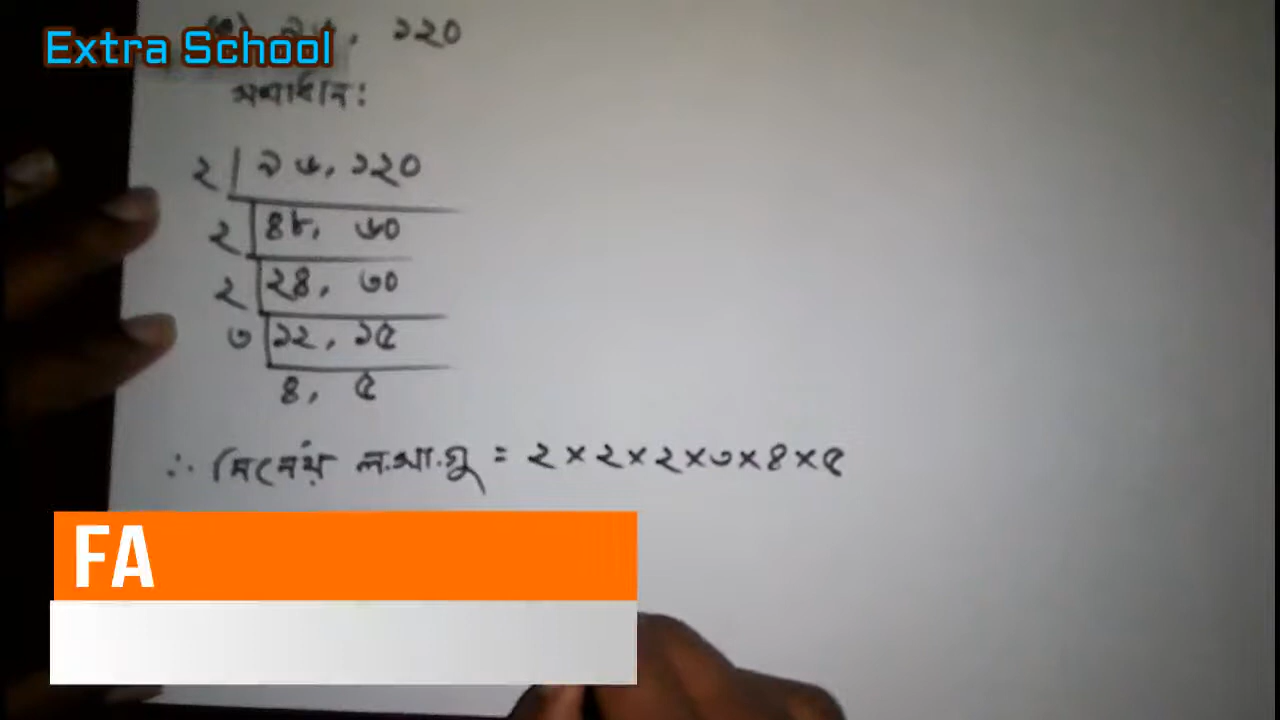 Extra School
৯৬, ১২০
সমাধান:
২ | ৯৬, ১২০
২ | ৪৮, ৬০
২ | ২৪, ৩০
৩ | ১২, ১৫
৪, ৫
∴ নির্ণেয় ল.সা.গু = ২×২×২×৩×৪×৫
FA